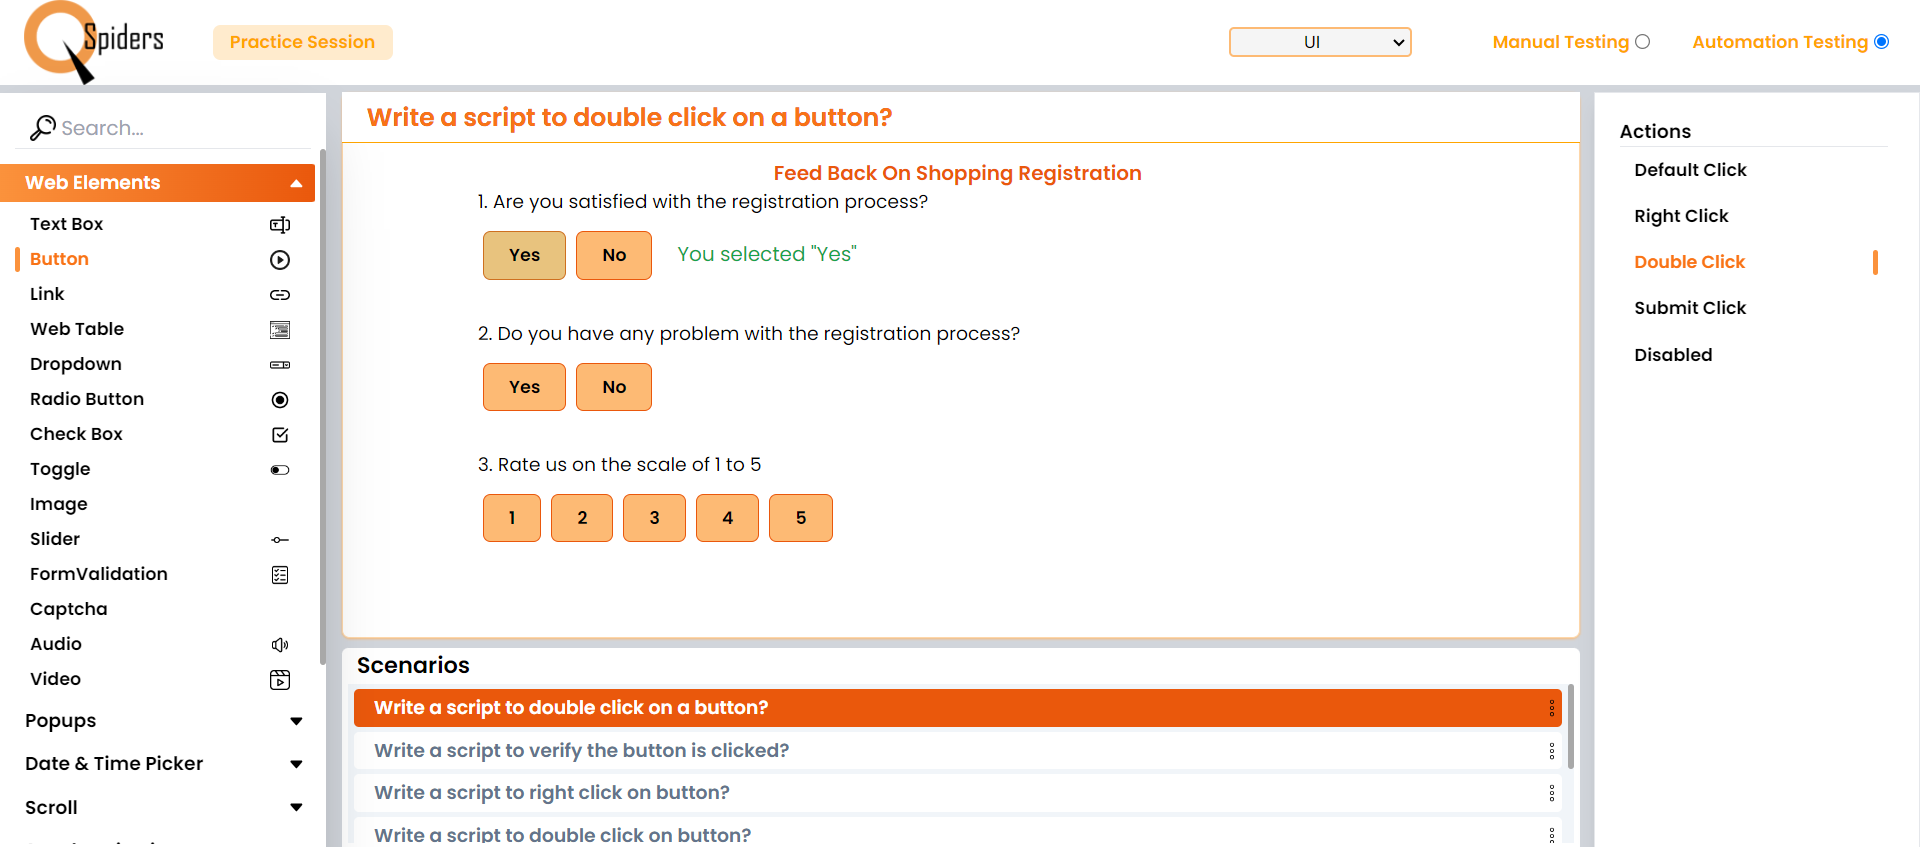 Spiders
Practice Session
UI
Manual Testing
Automation Testing
Search...
Web Elements
Text Box
Button
Link
Web Table
Dropdown
Radio Button
Check Box
Toggle
Image
Slider
FormValidation
Captcha
Audio
Video
Popups
Date & Time Picker
Scroll
Write a script to double click on a button?
Feed Back On Shopping Registration
1. Are you satisfied with the registration process?
Yes No You selected "Yes"
2. Do you have any problem with the registration process?
Yes No
3. Rate us on the scale of 1 to 5
1 2 3 4 5
Scenarios
Write a script to double click on a button?
Write a script to verify the button is clicked?
Write a script to right click on button?
Write a script to double click on button?
Actions
Default Click
Right Click
Double Click
Submit Click
Disabled